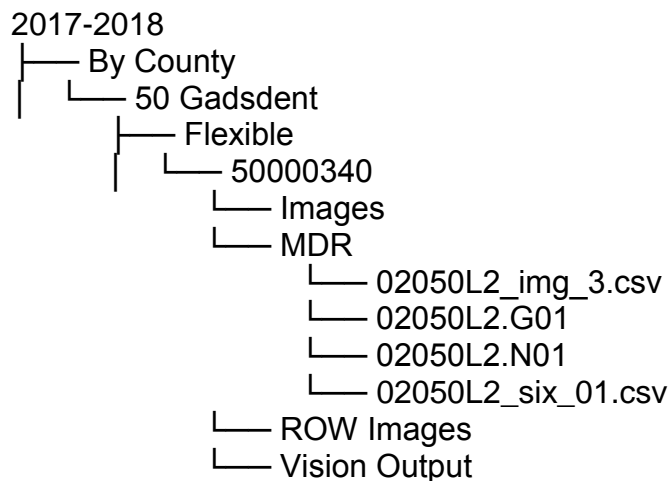 2017-2018
├── By County
│ └── 50 Gadsdent
├── Flexible
│ └── 50000340
└── Images
└── MDR
└── 02050L2_img_3.csv
└── 02050L2.G01
└── 02050L2.N01
└── 02050L2_six_01.csv
└── ROW Images
└── Vision Output